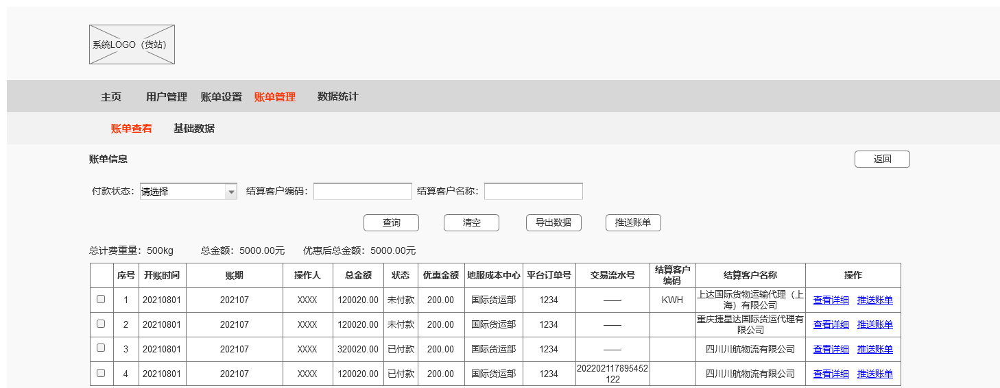 系统LOGO（货站）
主页 用户管理 账单设置 账单管理 数据统计
账单查看 基础数据
账单信息 返回
付款状态： 请选择 结算客户编码： 结算客户名称：
查询 清空 导出数据 推送账单
总计费重量：500kg 总金额：5000.00元 优惠后总金额：5000.00元
序号 开账时间 账期 操作人 总金额 状态 优惠金额 地服成本中心 平台订单号 交易流水号 结算客户编码 结算客户名称 操作
1 20210801 202107 XXXX 120020.00 未付款 200.00 国际货运部 1234 —— KWH 上达国际货物运输代理（上海）有限公司 查看详细 推送账单
2 20210801 202107 XXXX 120020.00 未付款 200.00 国际货运部 1234 —— 重庆捷星达国际货运代理有限公司 查看详细 推送账单
3 20210801 202107 XXXX 320020.00 已付款 200.00 国际货运部 1234 —— 四川川航物流有限公司 查看详细 推送账单
4 20210801 202107 XXXX 120020.00 已付款 200.00 国际货运部 1234 202202117895452122 四川川航物流有限公司 查看详细 推送账单